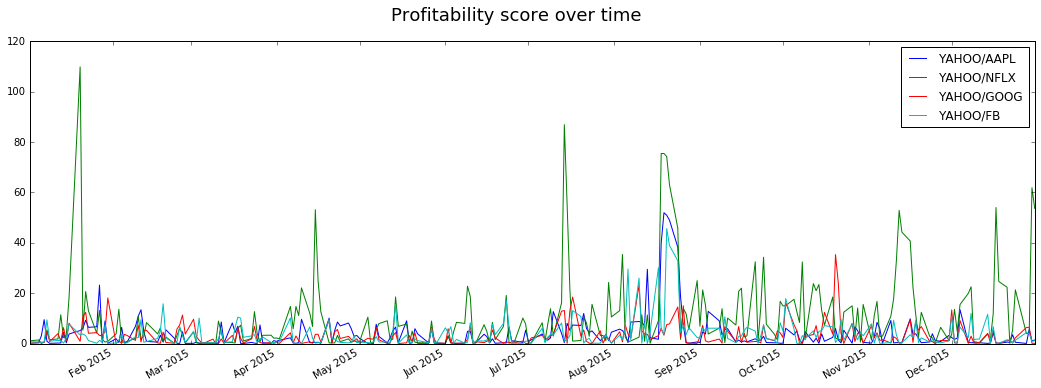 Profitability score over time
120
100
80
60
40
20
0
YAHOO/AAPL
YAHOO/NFLX
YAHOO/GOOG
YAHOO/FB
Feb 2015
Mar 2015
Apr 2015
May 2015
Jun 2015
Jul 2015
Aug 2015
Sep 2015
Oct 2015
Nov 2015
Dec 2015